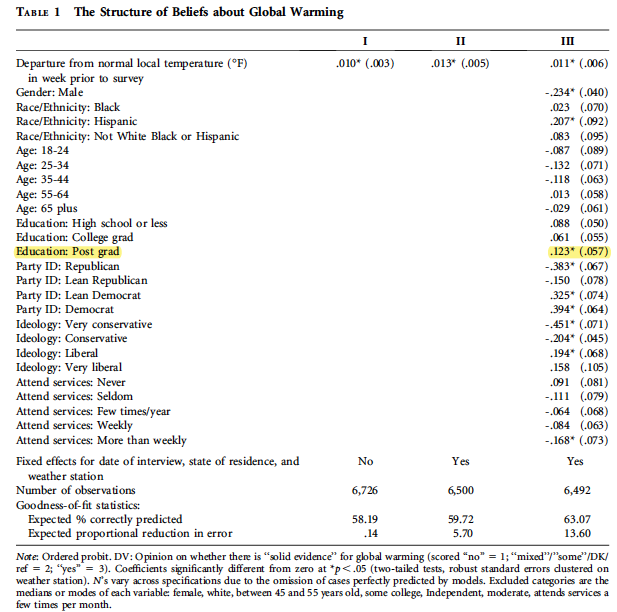 TABLE 1 The Structure of Beliefs about Global Warming
I II III
Departure from normal local temperature (°F) .010* (.003) .013* (.005) .011* (.006)
in week prior to survey
Gender: Male -.234* (.040)
Race/Ethnicity: Black .023 (.070)
Race/Ethnicity: Hispanic .207* (.092)
Race/Ethnicity: Not White Black or Hispanic .083 (.095)
Age: 18-24 -.087 (.089)
Age: 25-34 -.132 (.071)
Age: 35-44 -.118 (.063)
Age: 55-64 .013 (.058)
Age: 65 plus -.029 (.061)
Education: High school or less .088 (.050)
Education: College grad .061 (.055)
Education: Post grad .123* (.057)
Party ID: Republican -.383* (.067)
Party ID: Lean Republican -.150 (.078)
Party ID: Lean Democrat .325* (.074)
Party ID: Democrat .394* (.064)
Ideology: Very conservative -.451* (.071)
Ideology: Conservative -.204* (.045)
Ideology: Liberal .194* (.068)
Ideology: Very liberal .158 (.105)
Attend services: Never .091 (.081)
Attend services: Seldom -.111 (.079)
Attend services: Few times/year -.064 (.068)
Attend services: Weekly -.084 (.063)
Attend services: More than weekly -.168* (.073)
Fixed effects for date of interview, state of residence, and No Yes Yes
weather station
Number of observations 6,726 6,500 6,492
Goodness-of-fit statistics:
Expected % correctly predicted 58.19 59.72 63.07
Expected proportional reduction in error .14 5.70 13.60
Note: Ordered probit. DV: Opinion on whether there is "solid evidence" for global warming (scored "no" = 1; "mixed"/"some"/DK/
ref = 2; "yes" = 3). Coefficients significantly different from zero at *p<.05 (two-tailed tests, robust standard errors clustered on
weather station). N's vary across specifications due to the omission of cases perfectly predicted by models. Excluded categories are the
medians or modes of each variable: female, white, between 45 and 55 years old, some college, Independent, moderate, attends services a
few times per month.